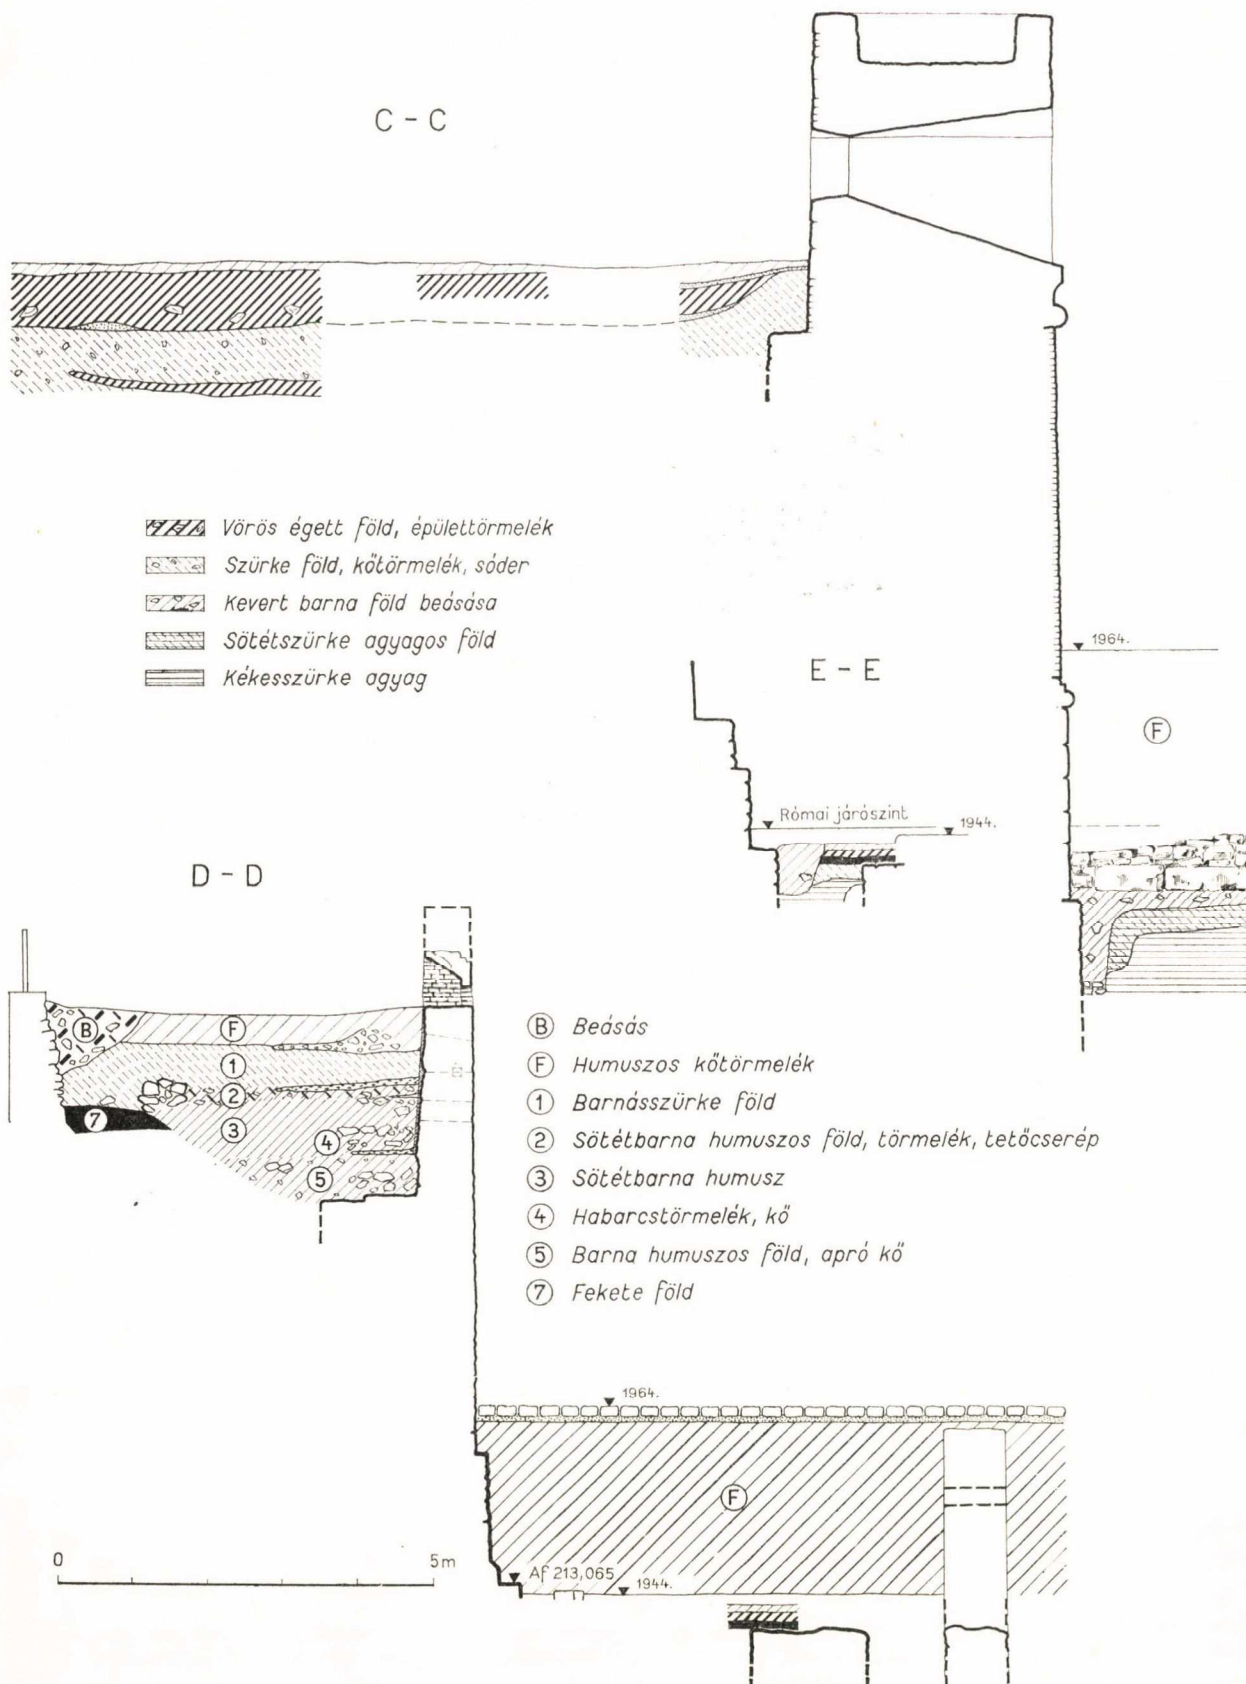 C - C
Vörös égett föld, épülettörmelék
Szürke föld, kőtörmelék, sóder
Kevert barna föld beásása
Sötétszürke agyagos föld
Kékesszürke agyag
1964.
E - E
F
Római járószint
1944.
D - D
B
F
1
2
7
3
4
5
B Beásás
F Humuszos kőtörmelék
1 Barnásszürke föld
2 Sötétbarna humuszos föld, törmelék, tetőcserép
3 Sötétbarna humusz
4 Habarcstörmelék, kő
5 Barna humuszos föld, apró kő
7 Fekete föld
1964.
F
0 5m
Af 213,065
1944.